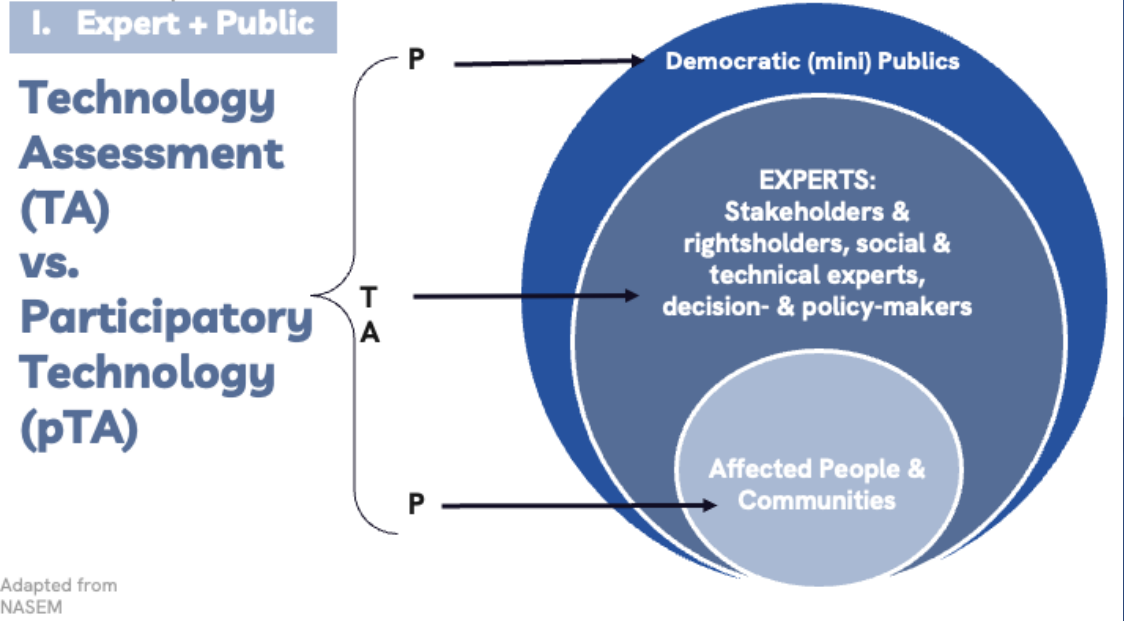 I. Expert + Public
Technology
Assessment
(TA)
vs.
Participatory
Technology
(pTA)
P
T
A
P
Democratic (mini) Publics
EXPERTS:
Stakeholders &
rightsholders, social &
technical experts,
decision- & policy-makers
Affected People &
Communities
Adapted from
NASEM